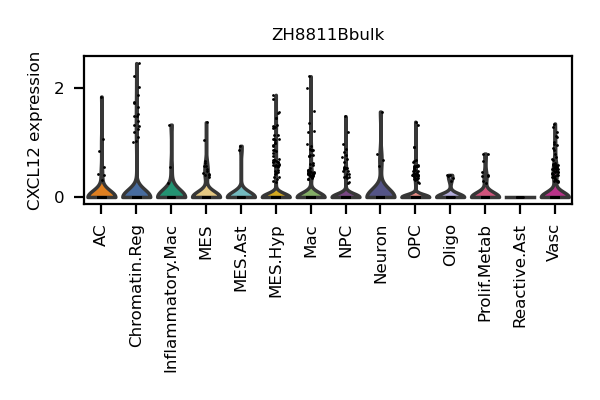 ZH8811Bbulk
CXCL12 expression
2
0
AC
Chromatin.Reg
Inflammatory.Mac
MES
MES.Ast
MES.Hyp
Mac
NPC
Neuron
OPC
Oligo
Prolif.Metab
Reactive.Ast
Vasc